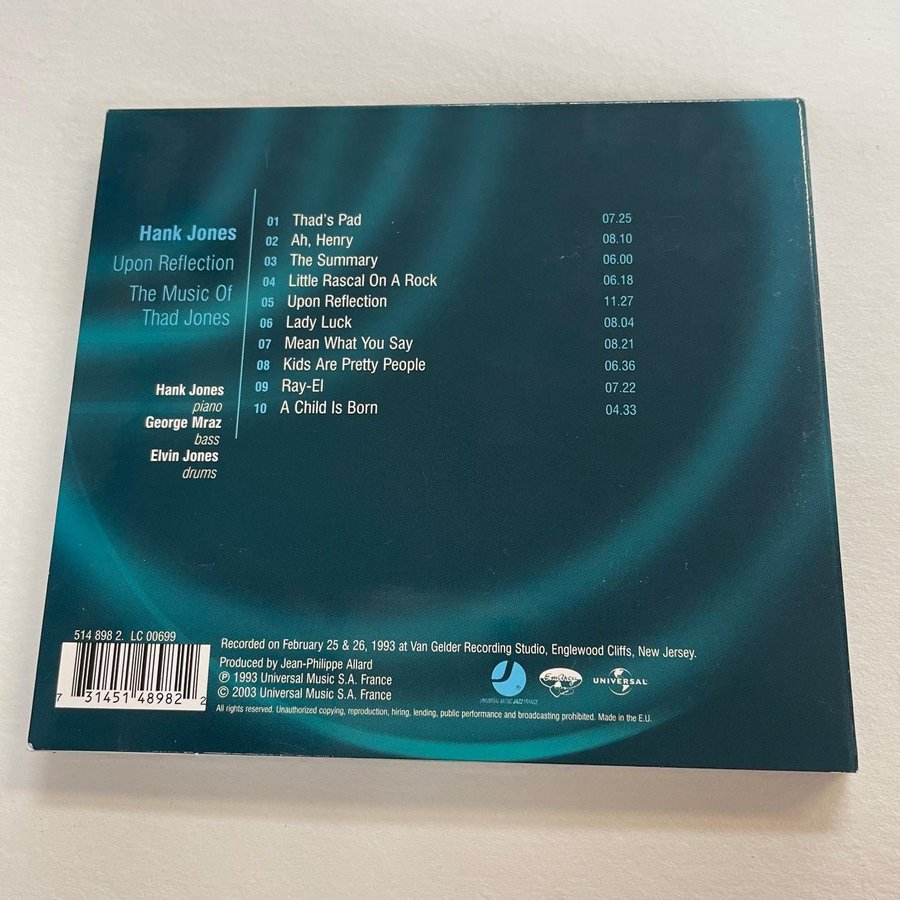 Hank Jones
Upon Reflection
The Music Of
Thad Jones
Hank Jones
piano
George Mraz
bass
Elvin Jones
drums
01 Thad's Pad 07.25
02 Ah, Henry 08.10
03 The Summary 06.00
04 Little Rascal On A Rock 06.18
05 Upon Reflection 11.27
06 Lady Luck 08.04
07 Mean What You Say 08.21
08 Kids Are Pretty People 06.36
09 Ray-El 07.22
10 A Child Is Born 04.33
514 898 2. LC 00699
7 31451 48982 2
Recorded on February 25 & 26, 1993 at Van Gelder Recording Studio, Englewood Cliffs, New Jersey.
Produced by Jean-Philippe Allard
℗ 1993 Universal Music S.A. France
© 2003 Universal Music S.A. France
All rights reserved. Unauthorized copying, reproduction, hiring, lending, public performance and broadcasting prohibited. Made in the E.U.
UNIVERSAL MUSIC JAZZ FRANCE
EmArcy
UNIVERSAL